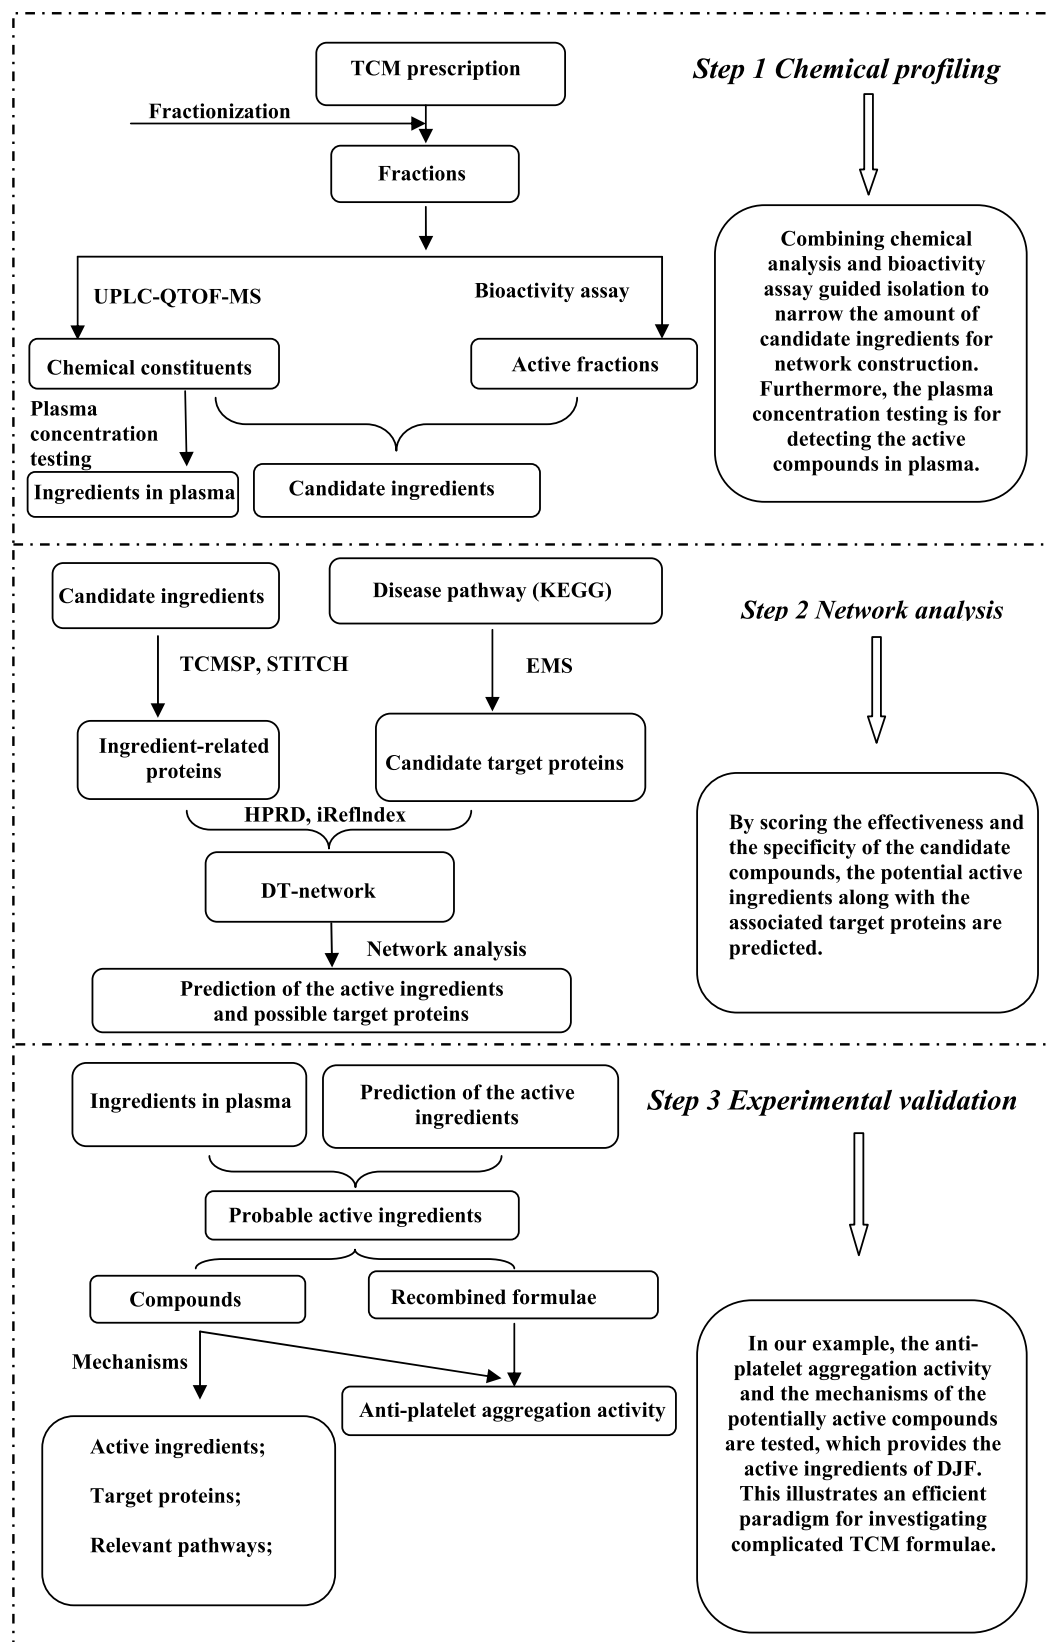 TCM prescription
Step 1 Chemical profiling
Fractionization
Fractions
UPLC-QTOF-MS
Bioactivity assay
Chemical constituents
Active fractions
Plasma
concentration
testing
Ingredients in plasma
Candidate ingredients
Combining chemical
analysis and bioactivity
assay guided isolation to
narrow the amount of
candidate ingredients for
network construction.
Furthermore, the plasma
concentration testing is for
detecting the active
compounds in plasma.
Candidate ingredients
Disease pathway (KEGG)
Step 2 Network analysis
TCMSP, STITCH
EMS
Ingredient-related
proteins
Candidate target proteins
HPRD, iRefIndex
DT-network
Network analysis
Prediction of the active ingredients
and possible target proteins
By scoring the effectiveness and
the specificity of the candidate
compounds, the potential active
ingredients along with the
associated target proteins are
predicted.
Ingredients in plasma
Prediction of the active
ingredients
Step 3 Experimental validation
Probable active ingredients
Compounds
Recombined formulae
Mechanisms
Anti-platelet aggregation activity
Active ingredients;
Target proteins;
Relevant pathways;
In our example, the anti-
platelet aggregation activity
and the mechanisms of the
potentially active compounds
are tested, which provides the
active ingredients of DJF.
This illustrates an efficient
paradigm for investigating
complicated TCM formulae.